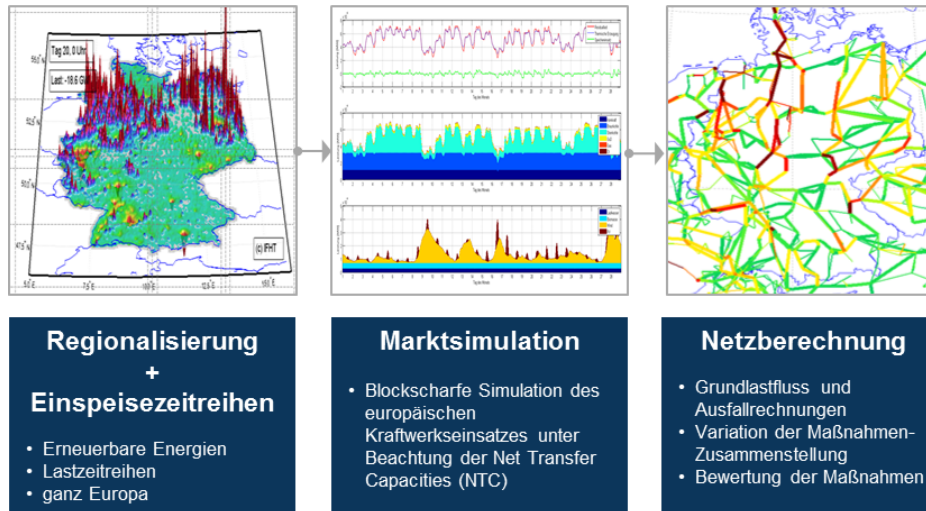 Tag 20, 0 Uhr
Last: -18.6 G
(c) IFHT
Regionalisierung
+
Einspeisezeitreihen
• Erneuerbare Energien
• Lastzeitreihen
• ganz Europa
Marktsimulation
• Blockscharfe Simulation des
europäischen
Kraftwerkseinsatzes unter
Beachtung der Net Transfer
Capacities (NTC)
Netzberechnung
• Grundlastfluss und
Ausfallrechnungen
• Variation der Maßnahmen-
Zusammenstellung
• Bewertung der Maßnahmen